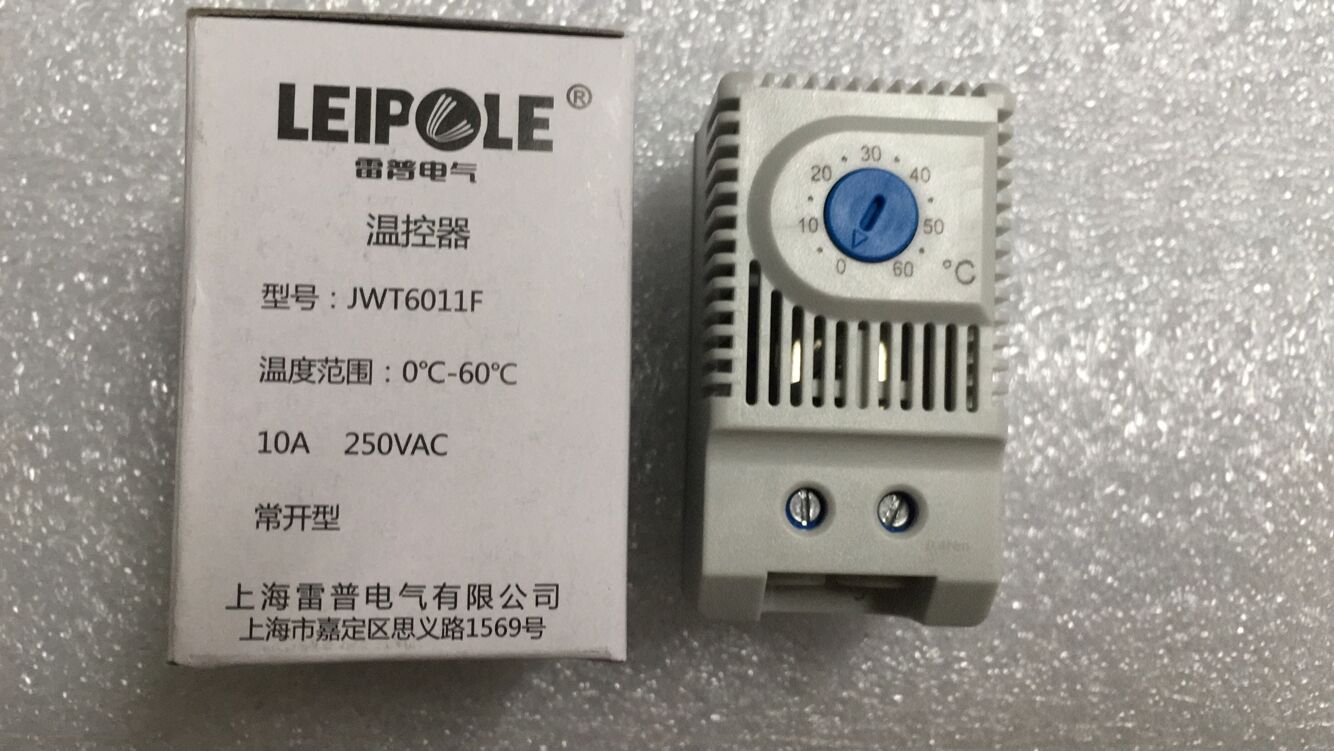 LEIPOLE®
雷普电气
温控器
型号：JWT6011F
温度范围：0℃-60℃
10A 250VAC
常开型
上海雷普电气有限公司
上海市嘉定区思义路1569号
30
20 40
10 50
0 60 °C